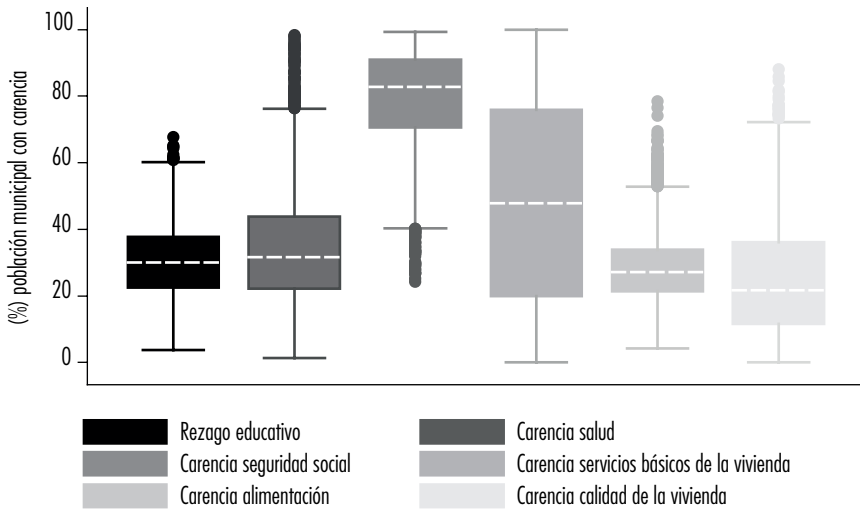 (%) población municipal con carencia
100
80
60
40
20
0
Rezago educativo
Carencia salud
Carencia seguridad social
Carencia servicios básicos de la vivienda
Carencia alimentación
Carencia calidad de la vivienda